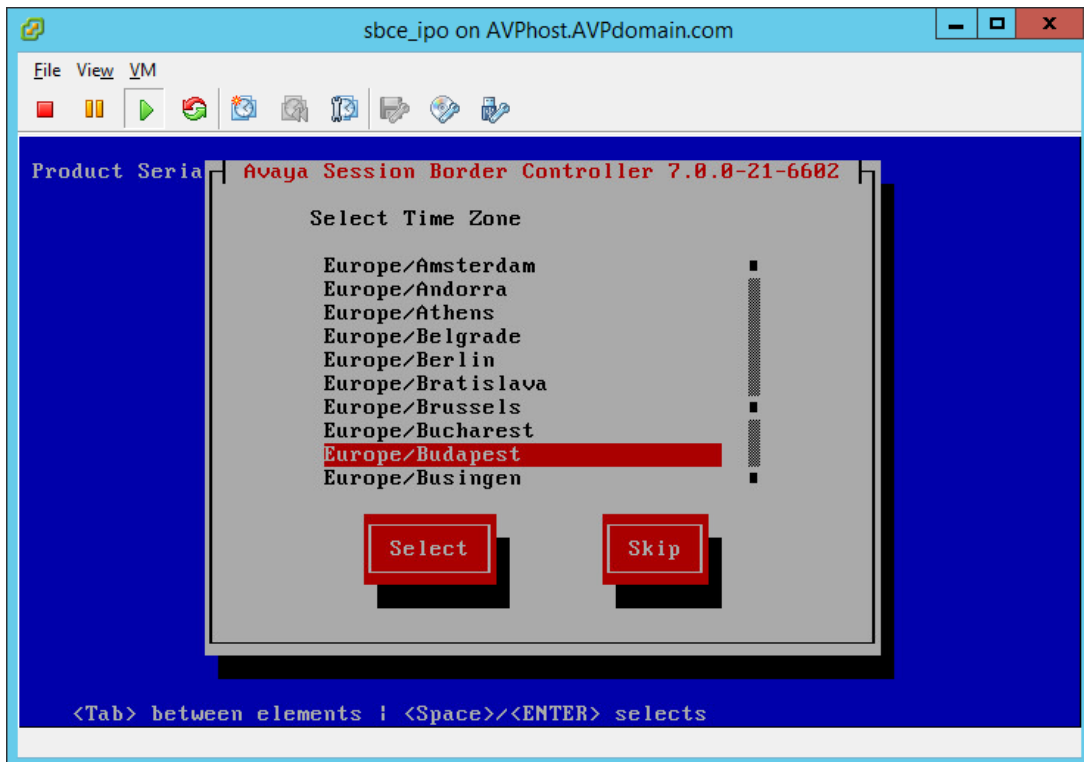 sbce_ipo on AVPhost.AVPdomain.com
File View VM
Product Seria
Avaya Session Border Controller 7.0.0-21-6602
Select Time Zone
Europe/Amsterdam
Europe/Andorra
Europe/Athens
Europe/Belgrade
Europe/Berlin
Europe/Bratislava
Europe/Brussels
Europe/Bucharest
Europe/Budapest
Europe/Busingen
Select Skip
<Tab> between elements | <Space>/<ENTER> selects